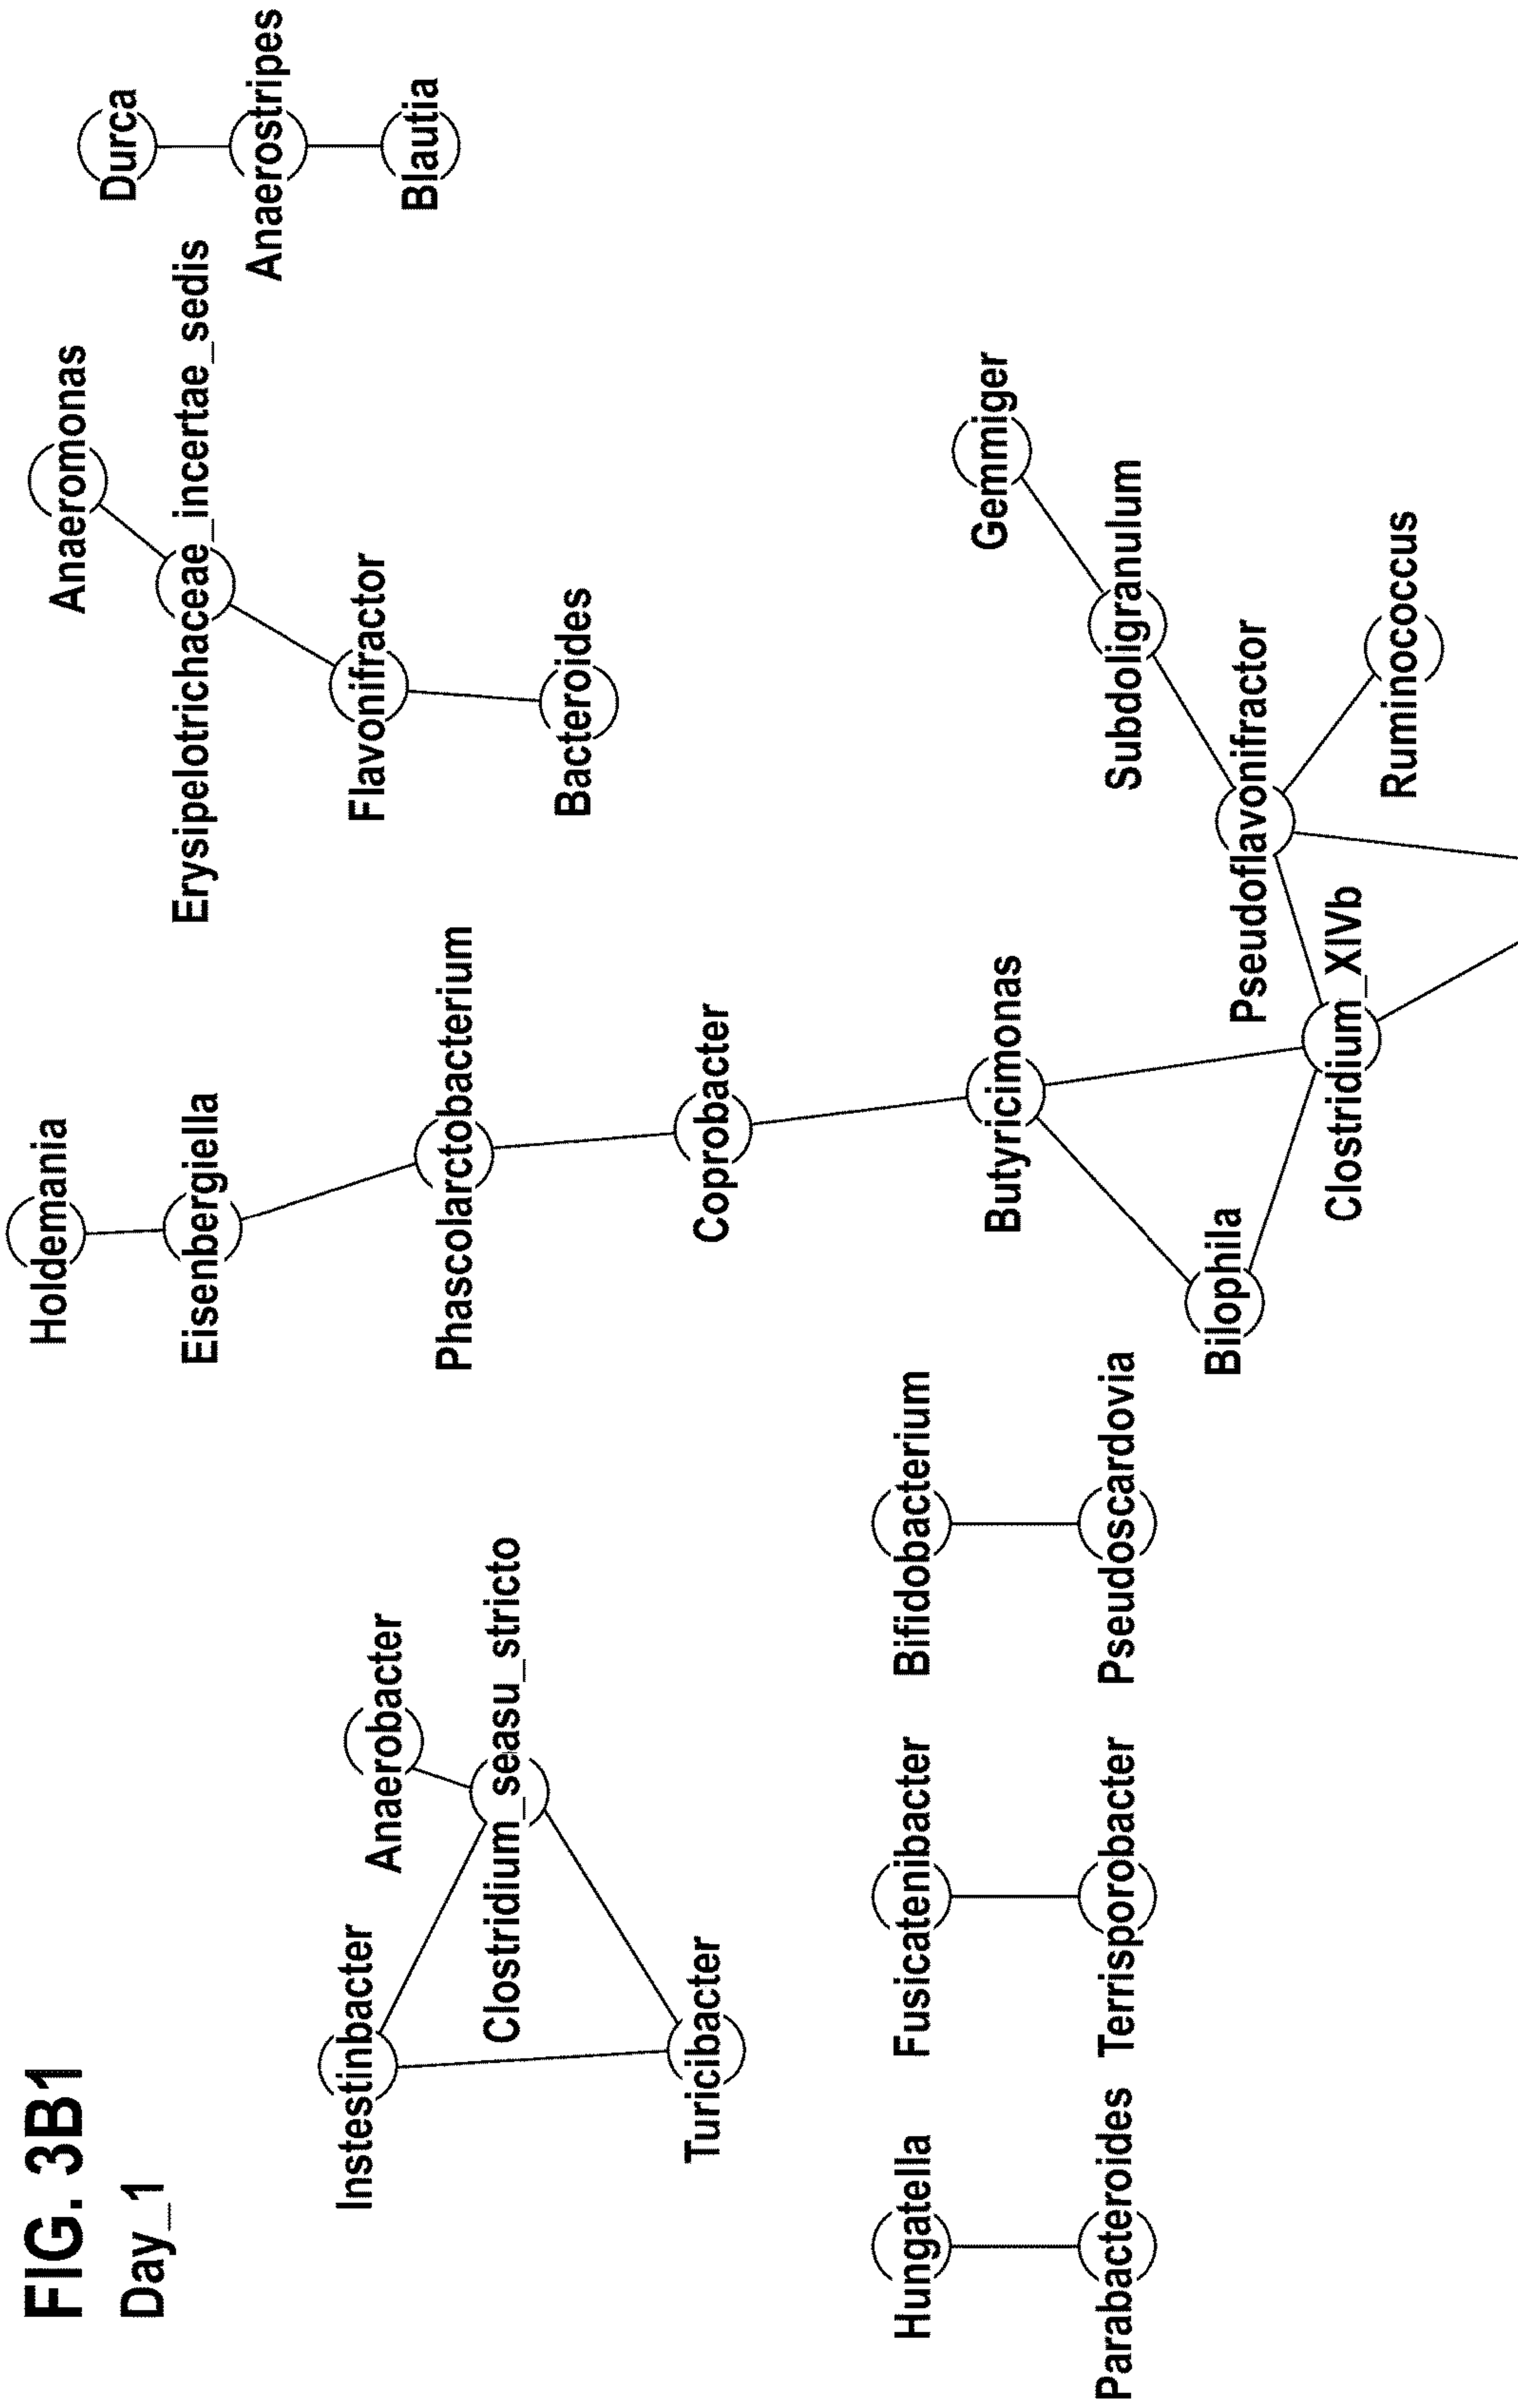 FIG. 3B1
Day_1
Holdemania
Anaeromonas
Durca
Eisenbergiella
Erysipelotrichaceae_incertae_sedis
Anaerostripes
Instestinbacter
Anaerobacter
Phascolarctobacterium
Flavonifractor
Blautia
Clostridium_seasu_stricto
Bacteroides
Turicibacter
Coprobacter
Hungatella
Fusicatenibacter
Bifidobacterium
Butyricimonas
Gemmiger
Parabacteroides
Terrisporobacter
Pseudoscardovia
Subdoligranulum
Bilophila
Pseudoflavonifractor
Clostridium_XIVb
Ruminococcus